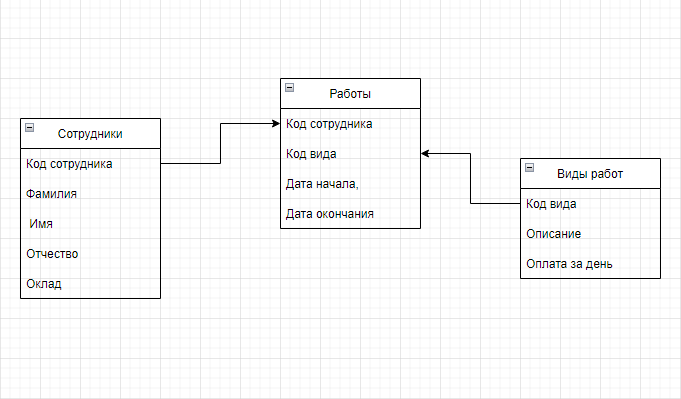 Сотрудники
Код сотрудника
Фамилия
Имя
Отчество
Оклад
Работы
Код сотрудника
Код вида
Дата начала,
Дата окончания
Виды работ
Код вида
Описание
Оплата за день